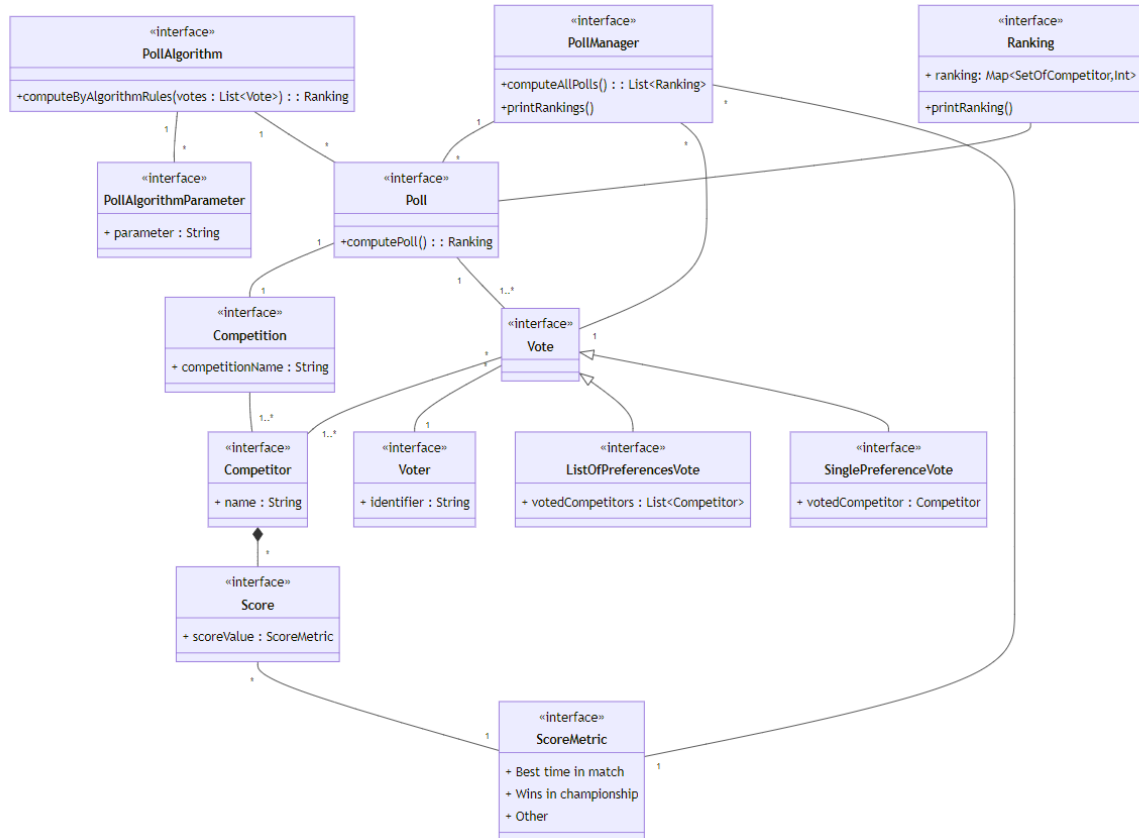 «interface»
PollAlgorithm
+computeByAlgorithmRules(votes : List<Vote>) : : Ranking
«interface»
PollManager
+computeAllPolls() : : List<Ranking>
+printRankings()
«interface»
Ranking
+ ranking: Map<SetOfCompetitor,Int>
+printRanking()
1
*
1
*
1
*
*
1
*
1
«interface»
PollAlgorithmParameter
+ parameter : String
«interface»
Poll
+computePoll() : : Ranking
1
1
1
1..*
«interface»
Competition
+ competitionName : String
«interface»
Vote
1..*
*
1..*
*
1
«interface»
Competitor
+ name : String
«interface»
Voter
+ identifier : String
«interface»
ListOfPreferencesVote
+ votedCompetitors : List<Competitor>
«interface»
SinglePreferenceVote
+ votedCompetitor : Competitor
*
«interface»
Score
+ scoreValue : ScoreMetric
*
1
«interface»
ScoreMetric
+ Best time in match
+ Wins in championship
+ Other